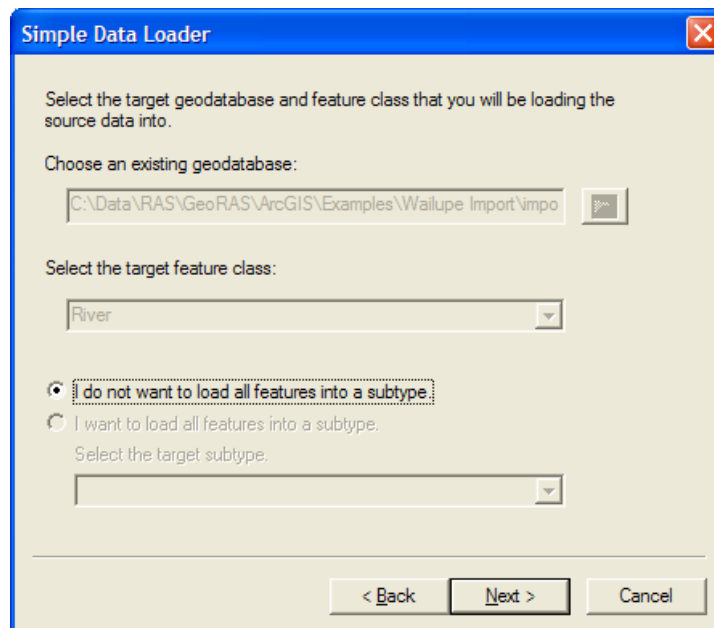 Simple Data Loader
Select the target geodatabase and feature class that you will be loading the
source data into.
Choose an existing geodatabase:
C:\Data\RAS\GeoRAS\ArcGIS\Examples\Wailupe Import\impo
Select the target feature class:
River
I do not want to load all features into a subtype.
I want to load all features into a subtype.
Select the target subtype.
< Back
Next >
Cancel